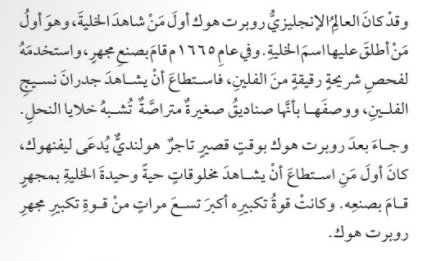 وقدْ كانَ العالِمُ الإنجليزيُّ روبرت هوك أولَ مَنْ شاهدَ الخليةَ، وهوَ أولُ
مَنْ أطلقَ عليها اسمَ الخليةِ. وفي عامِ ١٦٦٥م قامَ بصنعِ مجهرٍ، واستخدمَهُ
لفحصِ شريحةٍ رقيقةٍ منَ الفلينِ، فاستطاعَ أنْ يشاهدَ جدرانَ نسيجِ
الفلينِ، ووصفَها بأنَّها صناديقُ صغيرةٌ متراصَّةٌ تُشبهُ خلايا النحلِ.
وجاءَ بعدَ روبرت هوك بوقتٍ قصيرٍ تاجرٌ هولنديٌّ يُدعَى ليفنهوك،
كانَ أولَ مَنِ استطاعَ أنْ يشاهدَ مخلوقاتٍ حيةً وحيدةَ الخليةِ بمجهرٍ
قامَ بصنعِه. وكانتْ قوةُ تكبيرِه أكبرَ تسعَ مراتٍ منْ قوةِ تكبيرِ مجهرِ
روبرت هوك.